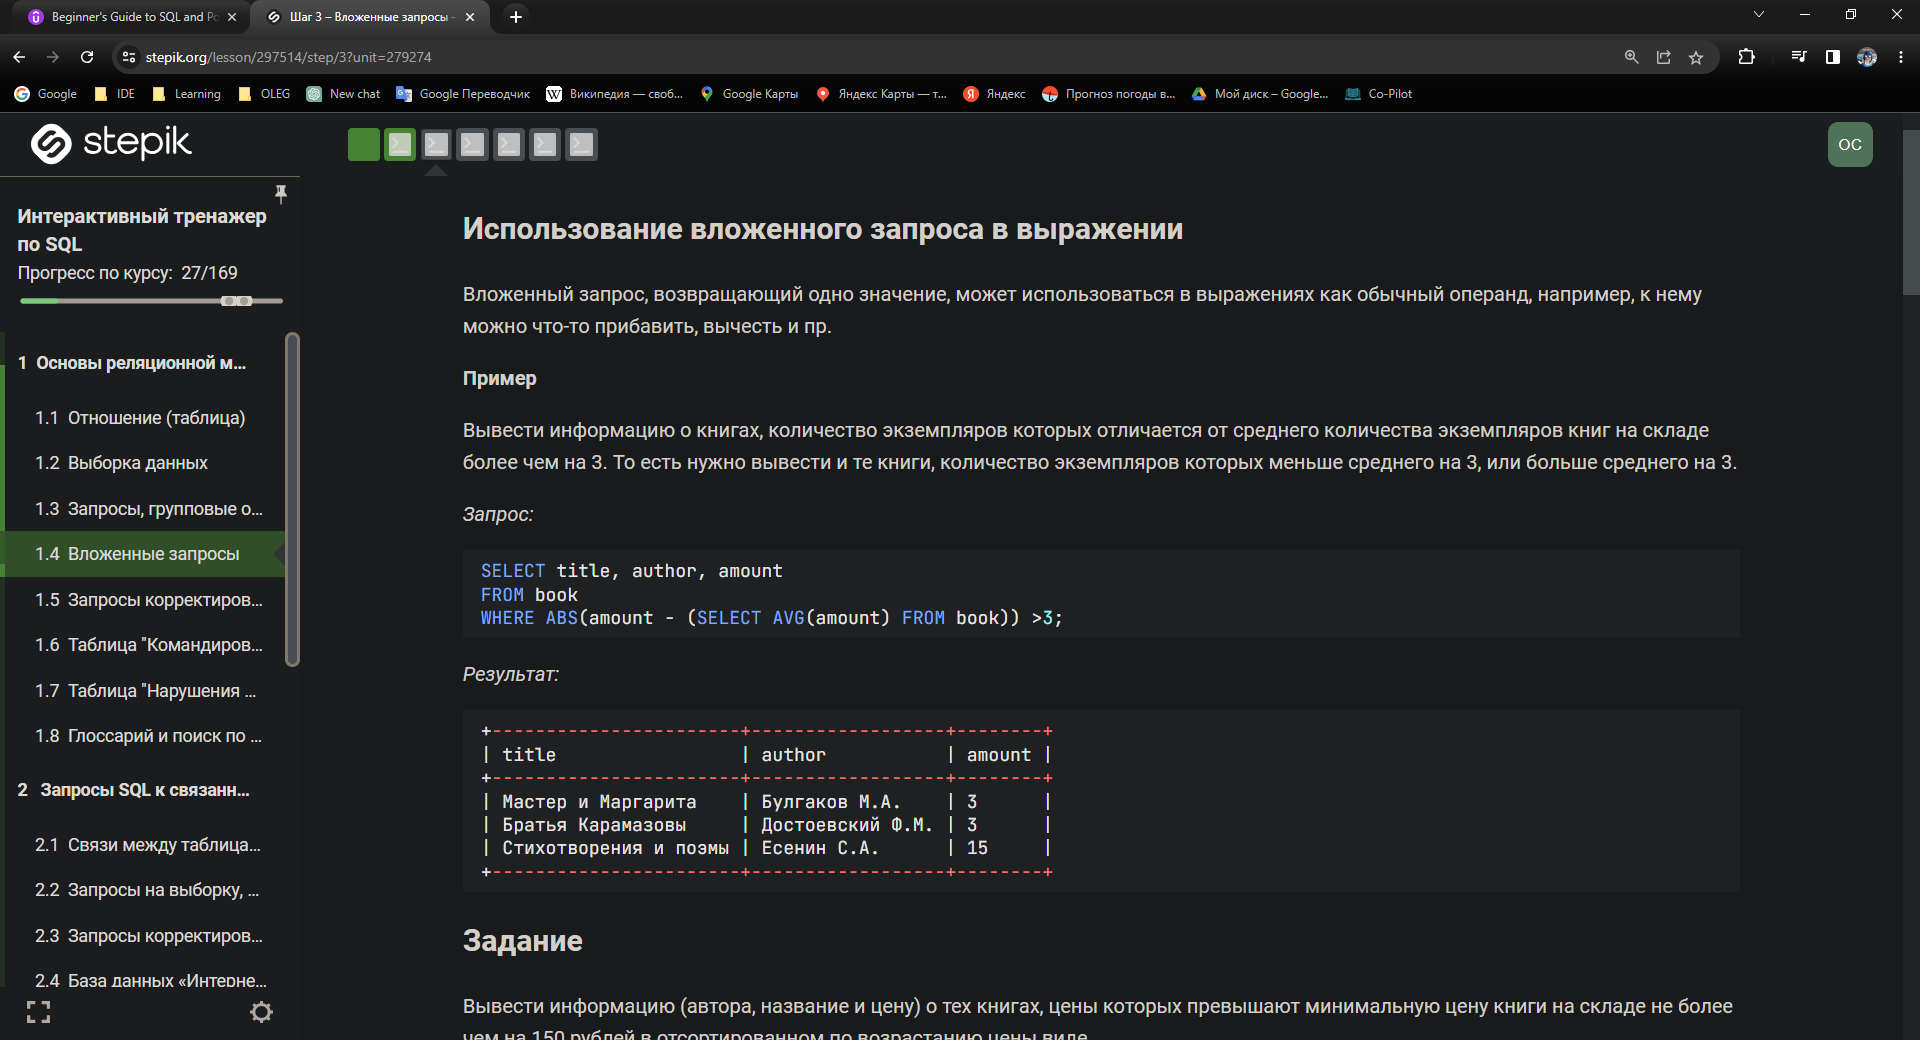 Beginner's Guide to SQL and Po
Шаг 3 – Вложенные запросы –
stepik.org/lesson/297514/step/3?unit=279274
Google
IDE
Learning
OLEG
New chat
Google Переводчик
Википедия — своб...
Google Карты
Яндекс Карты — т...
Яндекс
Прогноз погоды в...
Мой диск – Google...
Co-Pilot
stepik
OC
Интерактивный тренажер
по SQL
Прогресс по курсу: 27/169
1 Основы реляционной м...
1.1 Отношение (таблица)
1.2 Выборка данных
1.3 Запросы, групповые о...
1.4 Вложенные запросы
1.5 Запросы корректиров...
1.6 Таблица "Командиров...
1.7 Таблица "Нарушения ...
1.8 Глоссарий и поиск по ...
2 Запросы SQL к связанн...
2.1 Связи между таблица...
2.2 Запросы на выборку, ...
2.3 Запросы корректиров...
2.4 База данных «Интерне...
Использование вложенного запроса в выражении
Вложенный запрос, возвращающий одно значение, может использоваться в выражениях как обычный операнд, например, к нему
можно что-то прибавить, вычесть и пр.
Пример
Вывести информацию о книгах, количество экземпляров которых отличается от среднего количества экземпляров книг на складе
более чем на 3. То есть нужно вывести и те книги, количество экземпляров которых меньше среднего на 3, или больше среднего на 3.
Запрос:
SELECT title, author, amount
FROM book
WHERE ABS(amount - (SELECT AVG(amount) FROM book)) >3;
Результат:
+-----------------------+------------------+--------+
| title                 | author           | amount |
+-----------------------+------------------+--------+
| Мастер и Маргарита    | Булгаков М.А.    | 3      |
| Братья Карамазовы     | Достоевский Ф.М. | 3      |
| Стихотворения и поэмы | Есенин С.А.      | 15     |
+-----------------------+------------------+--------+
Задание
Вывести информацию (автора, название и цену) о тех книгах, цены которых превышают минимальную цену книги на складе не более
чем на 150 рублей в отсортированном по возрастанию цены виде.